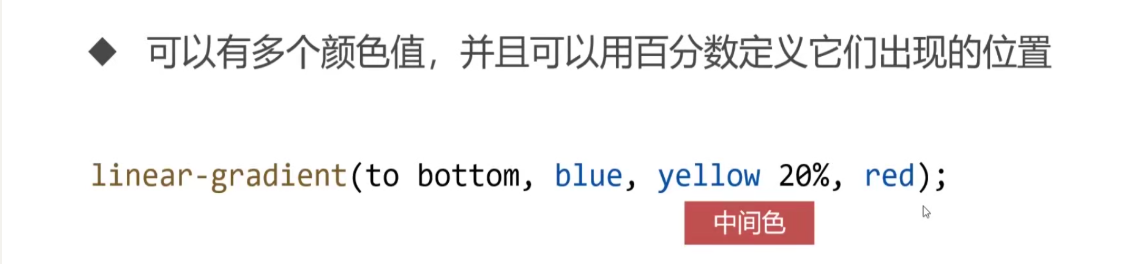 ◆ 可以有多个颜色值，并且可以用百分数定义它们出现的位置
linear-gradient(to bottom, blue, yellow 20%, red);
中间色